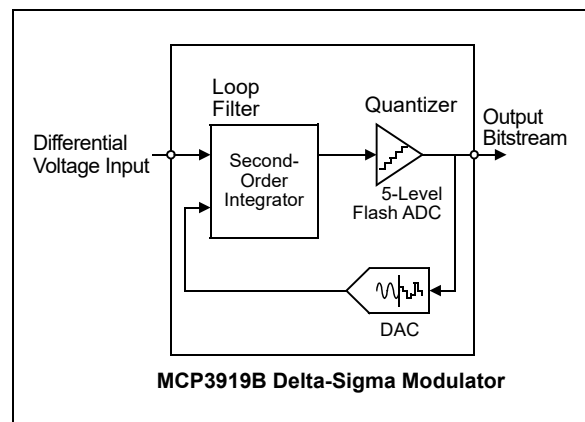 Loop
Filter
Quantizer
Output
Bitstream
Differential
Voltage Input
Second-
Order
Integrator
5-Level
Flash ADC
DAC
MCP3919B Delta-Sigma Modulator